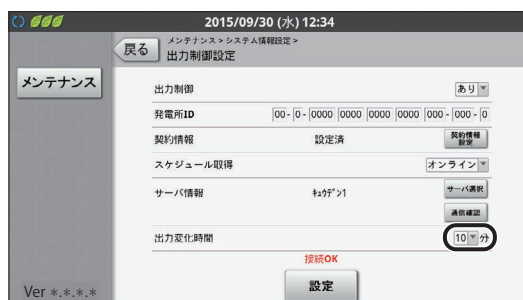 2015/09/30 (水) 12:34
戻る
メンテナンス > システム情報設定 >
出力制御設定
メンテナンス
出力制御 あり
発電所ID 00 - 0 - 0000 0000 0000 0000 000 - 000 - 0
契約情報 設定済 契約情報
設定
スケジュール取得 オンライン
サーバ情報 ｷｭｳﾃﾞﾝ1 サーバ選択
通信確認
出力変化時間 10 分
接続OK
設定
Ver *.*.*.*